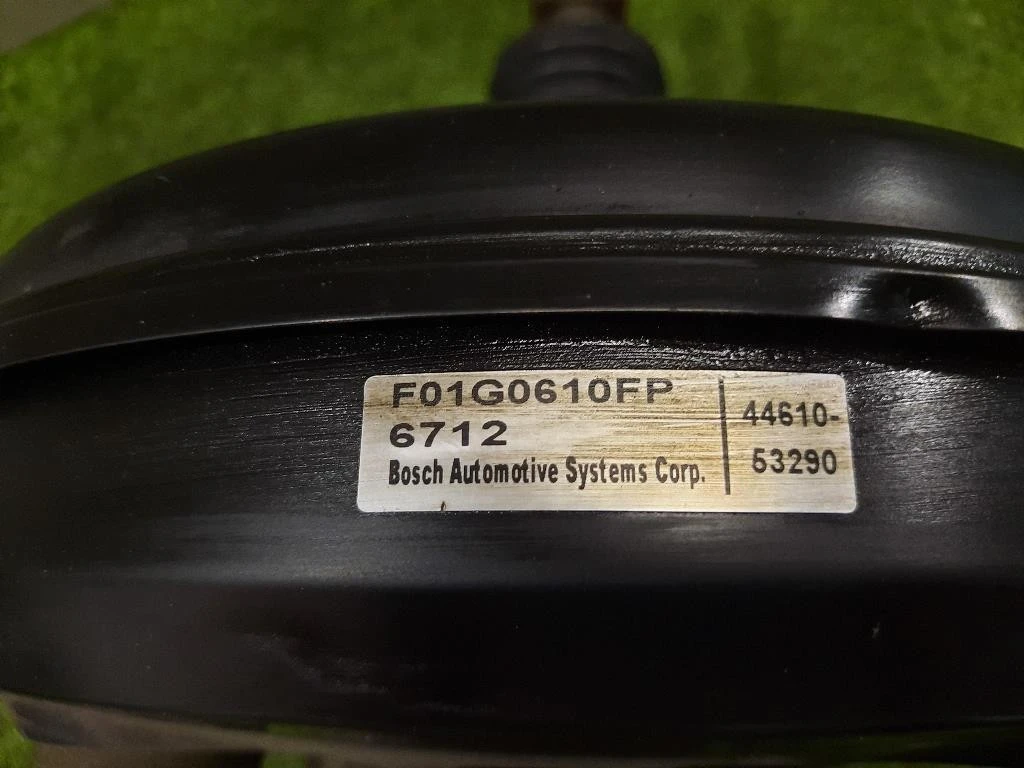 F01G0610FP
6712
Bosch Automotive Systems Corp.
44610-
53290